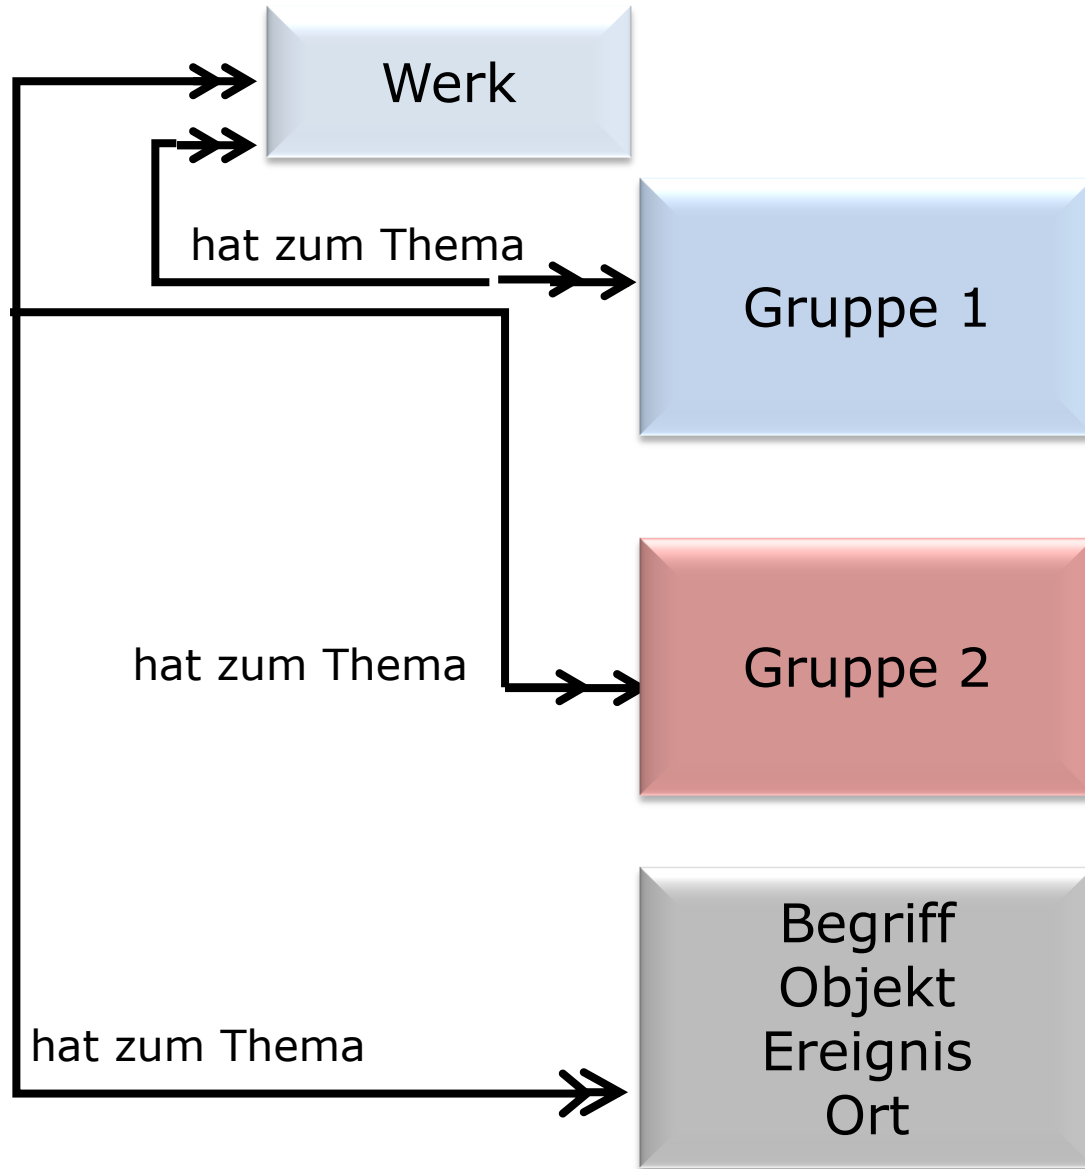 Werk
hat zum Thema
Gruppe 1
hat zum Thema
Gruppe 2
Begriff
Objekt
Ereignis
Ort
hat zum Thema